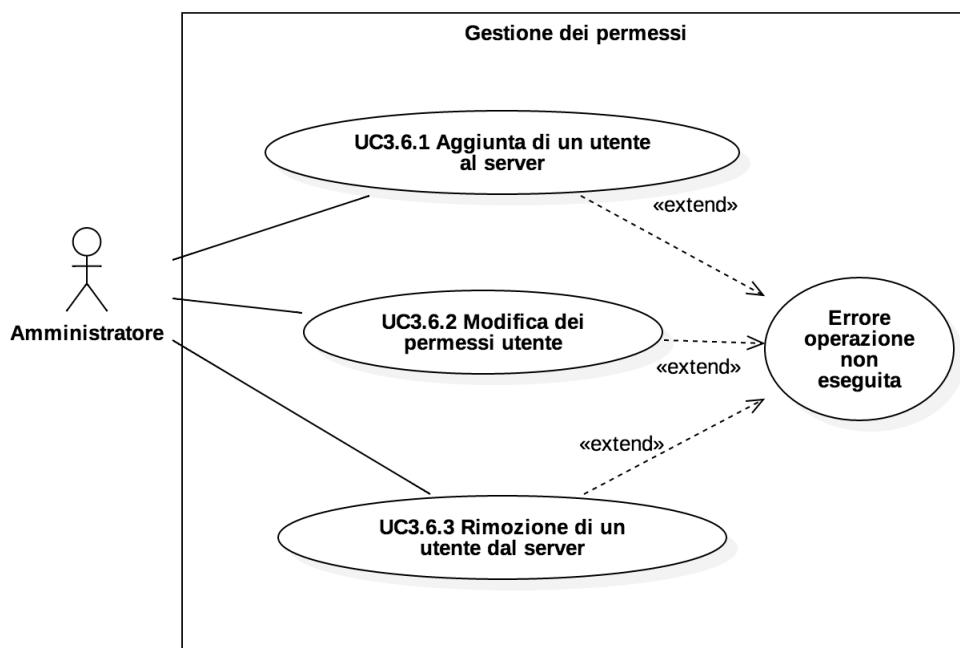 Gestione dei permessi
UC3.6.1 Aggiunta di un utente
al server
«extend»
Amministratore
UC3.6.2 Modifica dei
permessi utente
«extend»
Errore
operazione
non
eseguita
«extend»
UC3.6.3 Rimozione di un
utente dal server